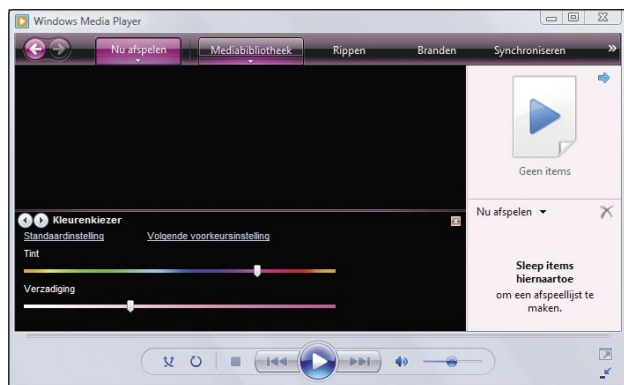 Windows Media Player
Nu afspelen
Mediabibliotheek
Rippen
Branden
Synchroniseren
»
Geen items
Kleurenkiezer
Standaardinstelling
Volgende voorkeursinstelling
Tint
Verzadiging
Nu afspelen
Sleep items
hiernaartoe
om een afspeellijst te
maken.